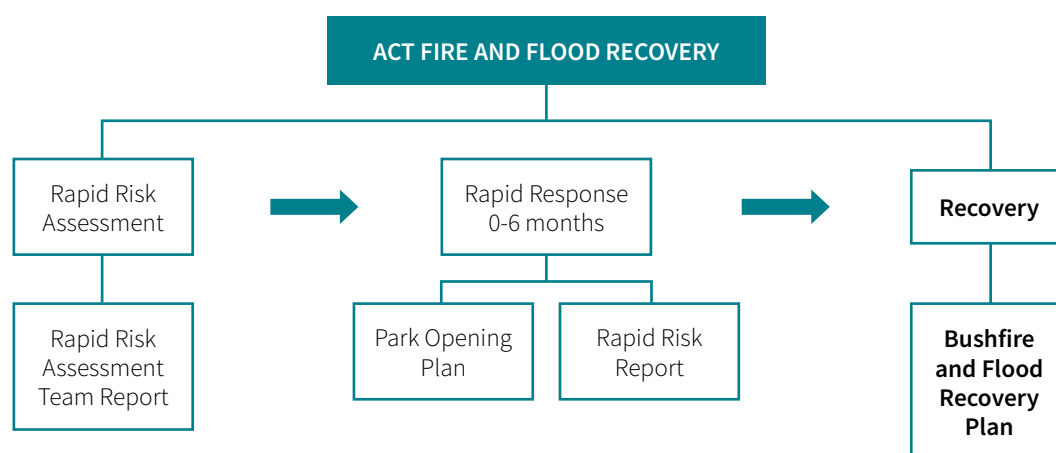 ACT FIRE AND FLOOD RECOVERY
Rapid Risk
Assessment
Rapid Response
0-6 months
Recovery
Rapid Risk
Assessment
Team Report
Park Opening
Plan
Rapid Risk
Report
Bushfire
and Flood
Recovery
Plan